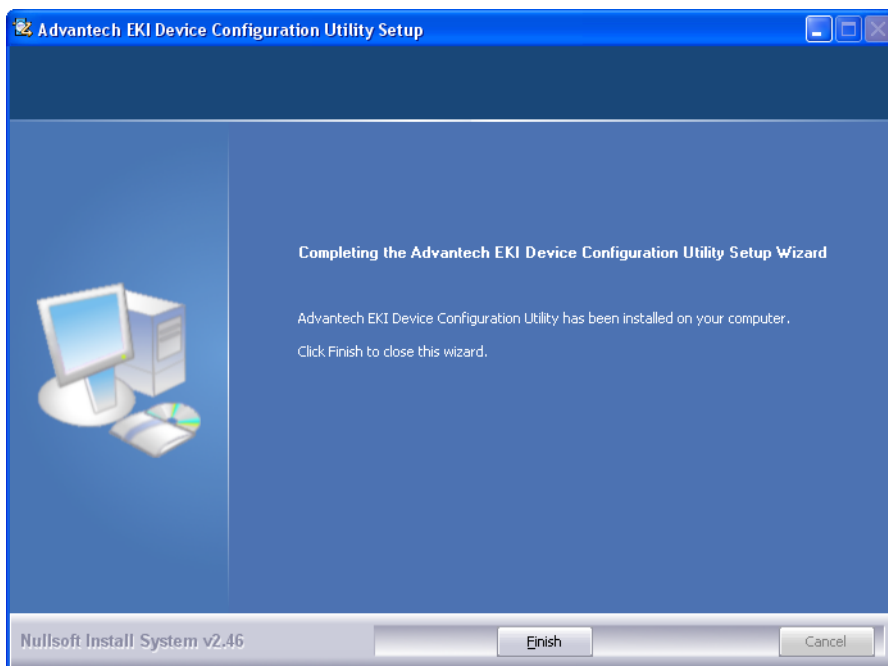 Advantech EKI Device Configuration Utility Setup
Completing the Advantech EKI Device Configuration Utility Setup Wizard
Advantech EKI Device Configuration Utility has been installed on your computer.
Click Finish to close this wizard.
Nullsoft Install System v2.46
Finish
Cancel